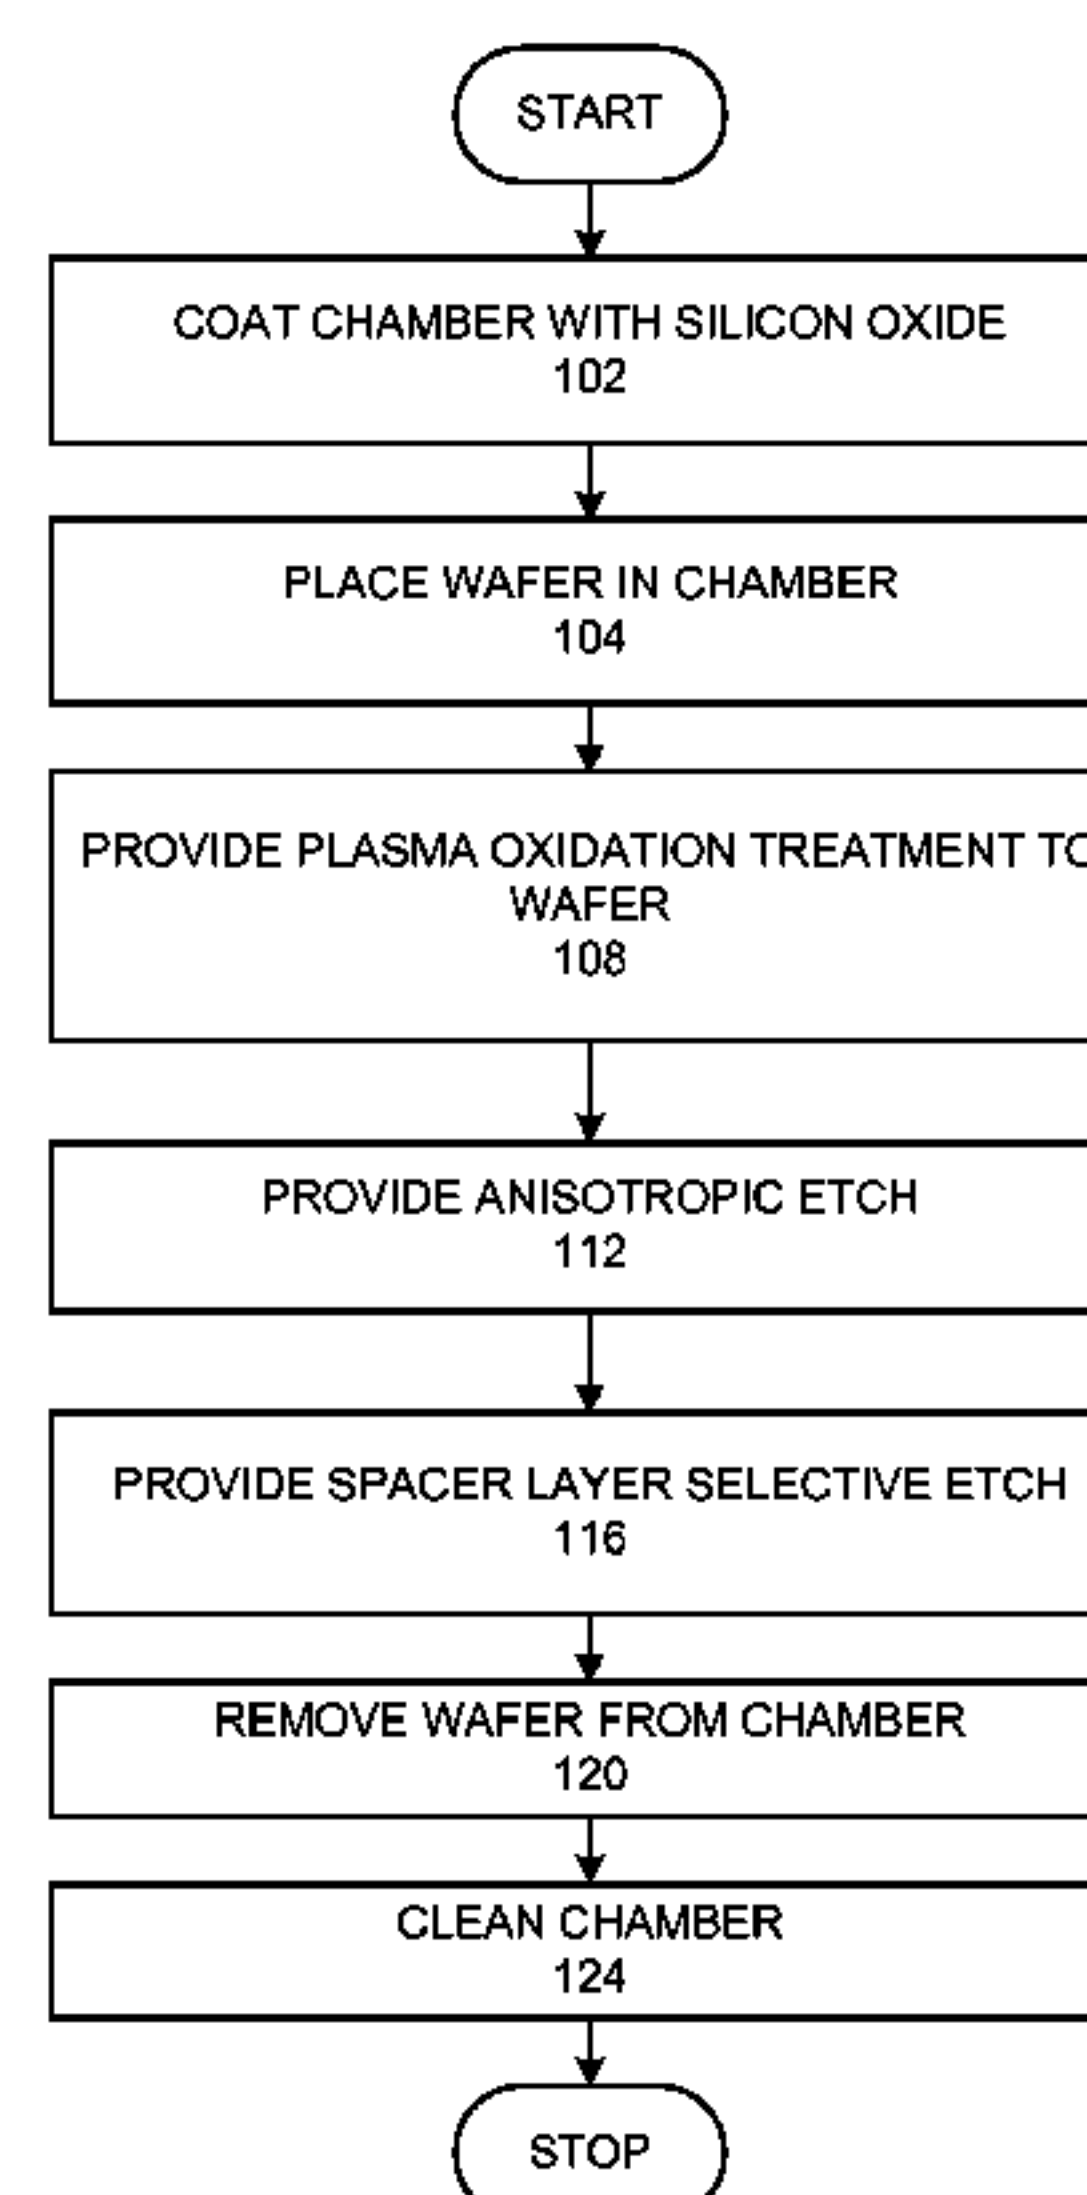 START
COAT CHAMBER WITH SILICON OXIDE
102
PLACE WAFER IN CHAMBER
104
PROVIDE PLASMA OXIDATION TREATMENT TO
WAFER
108
PROVIDE ANISOTROPIC ETCH
112
PROVIDE SPACER LAYER SELECTIVE ETCH
116
REMOVE WAFER FROM CHAMBER
120
CLEAN CHAMBER
124
STOP